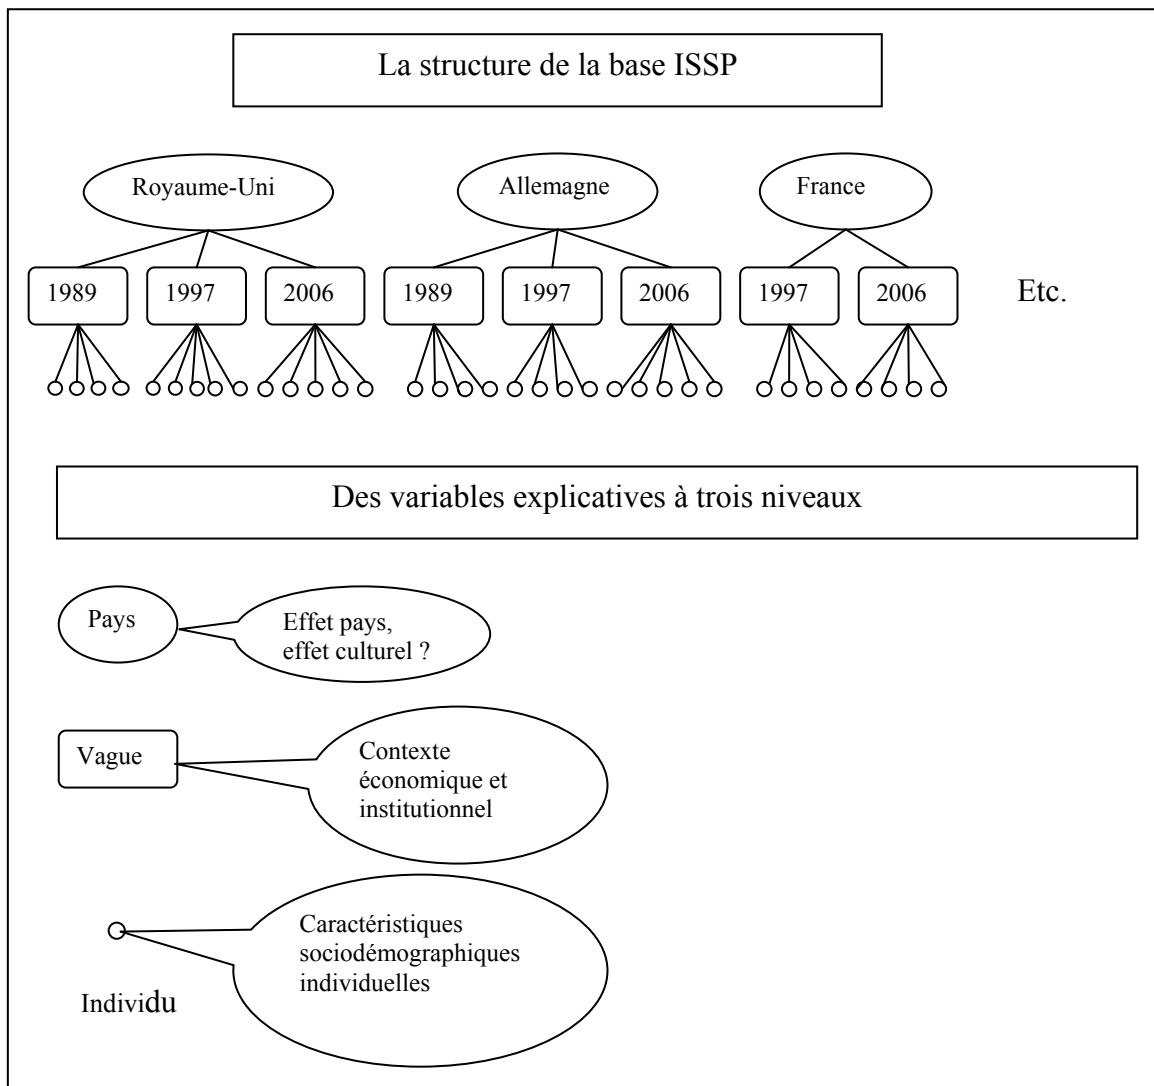 La structure de la base ISSP
Royaume-Uni
Allemagne
France
1989
1997
2006
1989
1997
2006
1997
2006
Etc.
Des variables explicatives à trois niveaux
Pays
Effet pays,
effet culturel ?
Vague
Contexte
économique et
institutionnel
Caractéristiques
sociodémographiques
individuelles
Individu